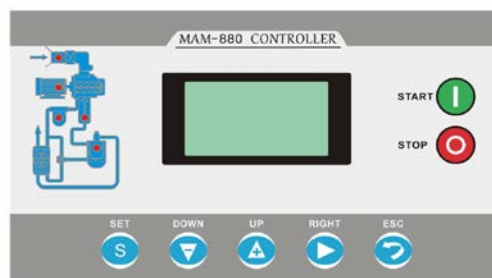 MAM-880 CONTROLLER
START
STOP
SET DOWN UP RIGHT ESC
S